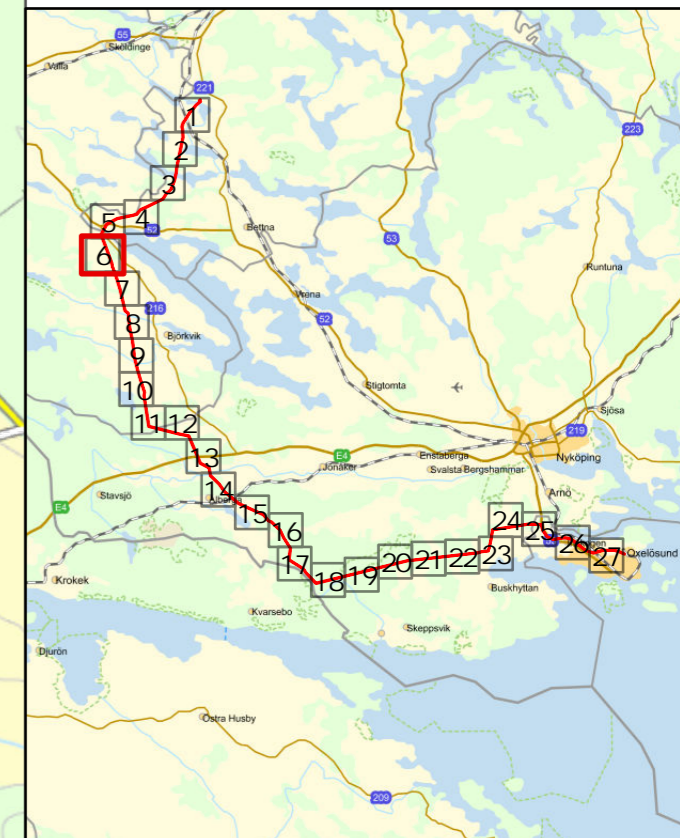 55
Sköldinge
Valla
221
1
223
2
3
5
4
52
Bettna
53
6
Runtuna
7
Vrena
216
8
52
Björkvik
9
Stigtomta
10
Sjösa
11
12
219
13
E4
Enstaberga
Nyköping
Jönåker
Svalsta
Bergshammar
14
Stavsjö
Ålberga
Arnö
E4
15
24
16
25
26
Oxelösund
17
20
21
22
23
27
18
19
Krokek
Buskhyttan
Kvarsebo
Skeppsvik
Djurön
Östra Husby
209